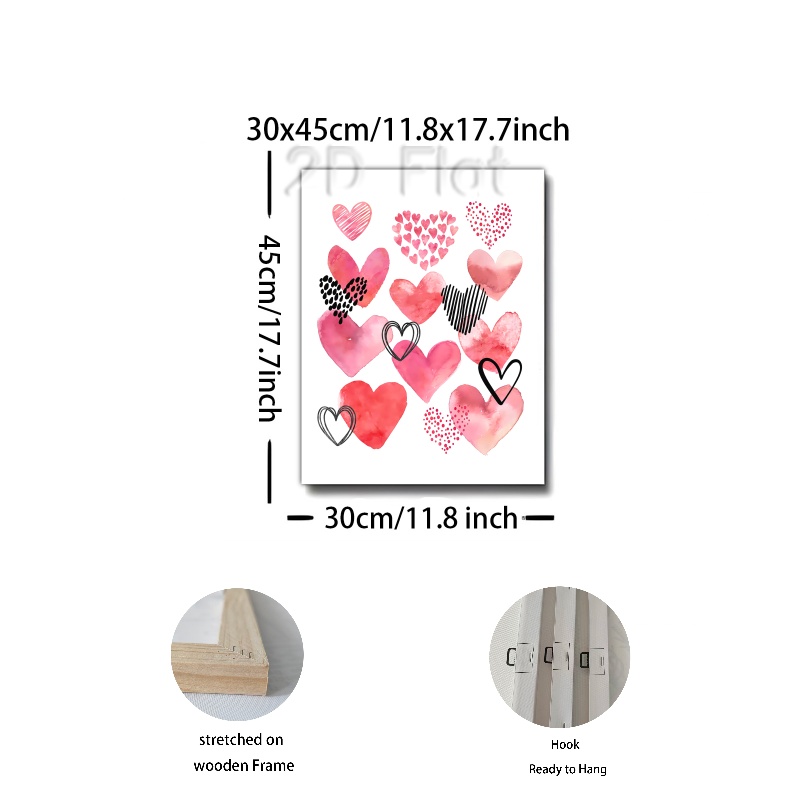 30x45cm/11.8x17.7inch
2D Flat
45cm/17.7inch
30cm/11.8 inch
stretched on
wooden Frame
Hook
Ready to Hang